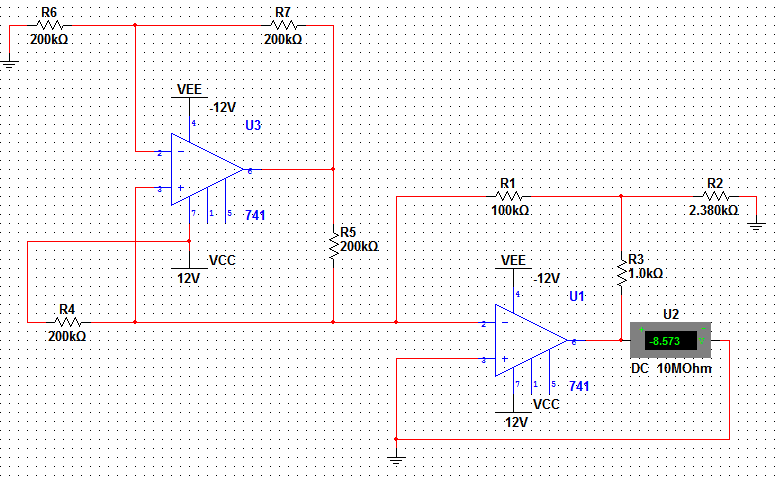 R6
200kΩ
R7
200kΩ
VEE
-12V
4
U3
2
3
6
7
1
5
741
VCC
12V
R5
200kΩ
R4
200kΩ
R1
100kΩ
R2
2.380kΩ
R3
1.0kΩ
VEE
-12V
4
U1
2
3
6
7
1
5
741
VCC
12V
U2
-8.573
DC 10MOhm